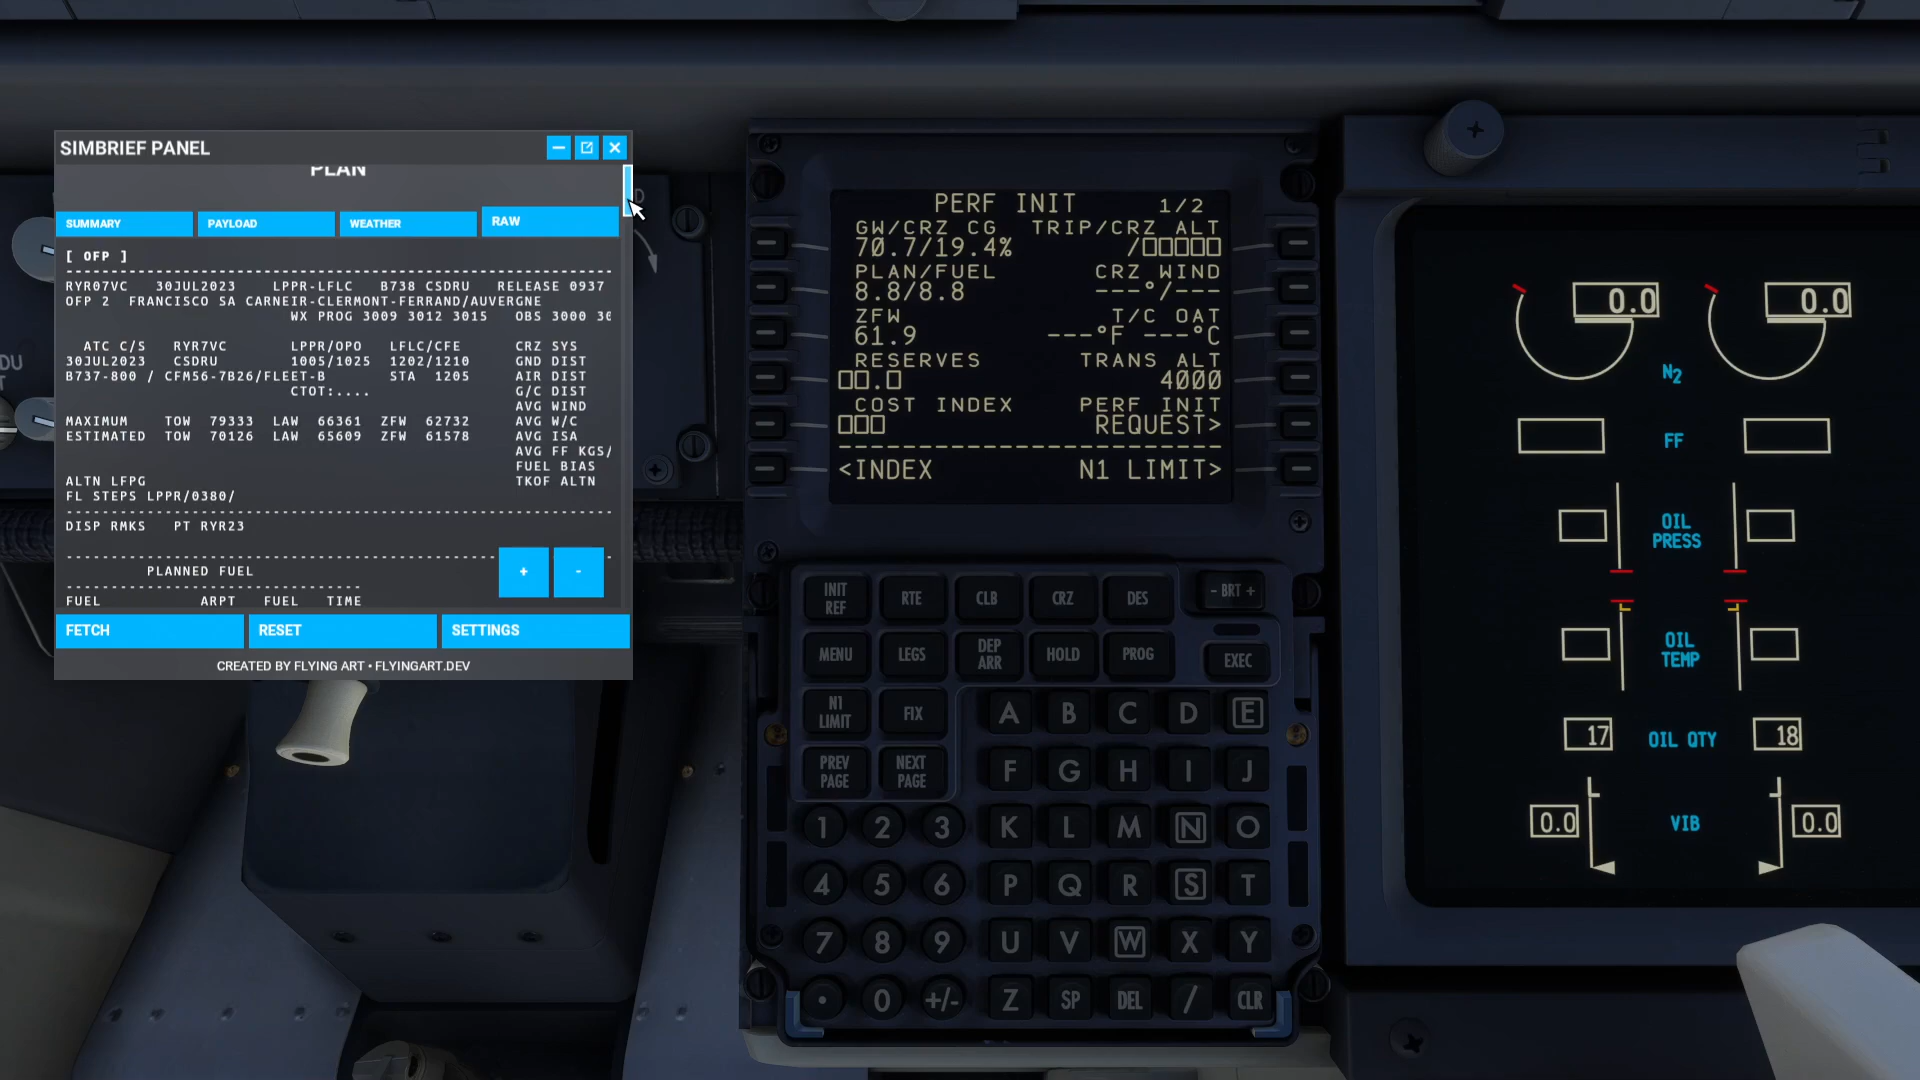 SIMBRIEF PANEL
PLAN
SUMMARY PAYLOAD WEATHER RAW
[ OFP ]
RYR07VC 30JUL2023 LPPR-LFLC B738 CSDRU RELEASE 0937
OFP 2 FRANCISCO SA CARNEIR-CLERMONT-FERRAND/AUVERGNE
WX PROG 3009 3012 3015 OBS 3000 30
ATC C/S RYR7VC LPPR/OPO LFLC/CFE CRZ SYS
30JUL2023 CSDRU 1005/1025 1202/1210 GND DIST
B737-800 / CFM56-7B26/FLEET-B STA 1205 AIR DIST
CTOT:.... G/C DIST
AVG WIND
MAXIMUM TOW 79333 LAW 66361 ZFW 62732 AVG W/C
ESTIMATED TOW 70126 LAW 65609 ZFW 61578 AVG ISA
AVG FF KGS/
FUEL BIAS
ALTN LFPG TKOF ALTN
FL STEPS LPPR/0380/
DISP RMKS PT RYR23
PLANNED FUEL
+ -
FUEL ARPT FUEL TIME
FETCH RESET SETTINGS
CREATED BY FLYING ART • FLYINGART.DEV
PERF INIT 1/2
GW/CRZ CG TRIP/CRZ ALT
70.7/19.4% /□□□□□
PLAN/FUEL CRZ WIND
8.8/8.8 ---°/---
ZFW T/C OAT
61.9 ---°F ---°C
RESERVES TRANS ALT
□□.□ 4000
COST INDEX PERF INIT
□□□ REQUEST>
<INDEX N1 LIMIT>
INIT REF RTE CLB CRZ DES - BRT +
MENU LEGS DEP ARR HOLD PROG EXEC
N1 LIMIT FIX A B C D E
PREV PAGE NEXT PAGE F G H I J
1 2 3 K L M N O
4 5 6 P Q R S T
7 8 9 U V W X Y
. 0 +/- Z SP DEL / CLR
0.0 0.0
N2
FF
OIL PRESS
OIL TEMP
17 OIL QTY 18
0.0 VIB 0.0